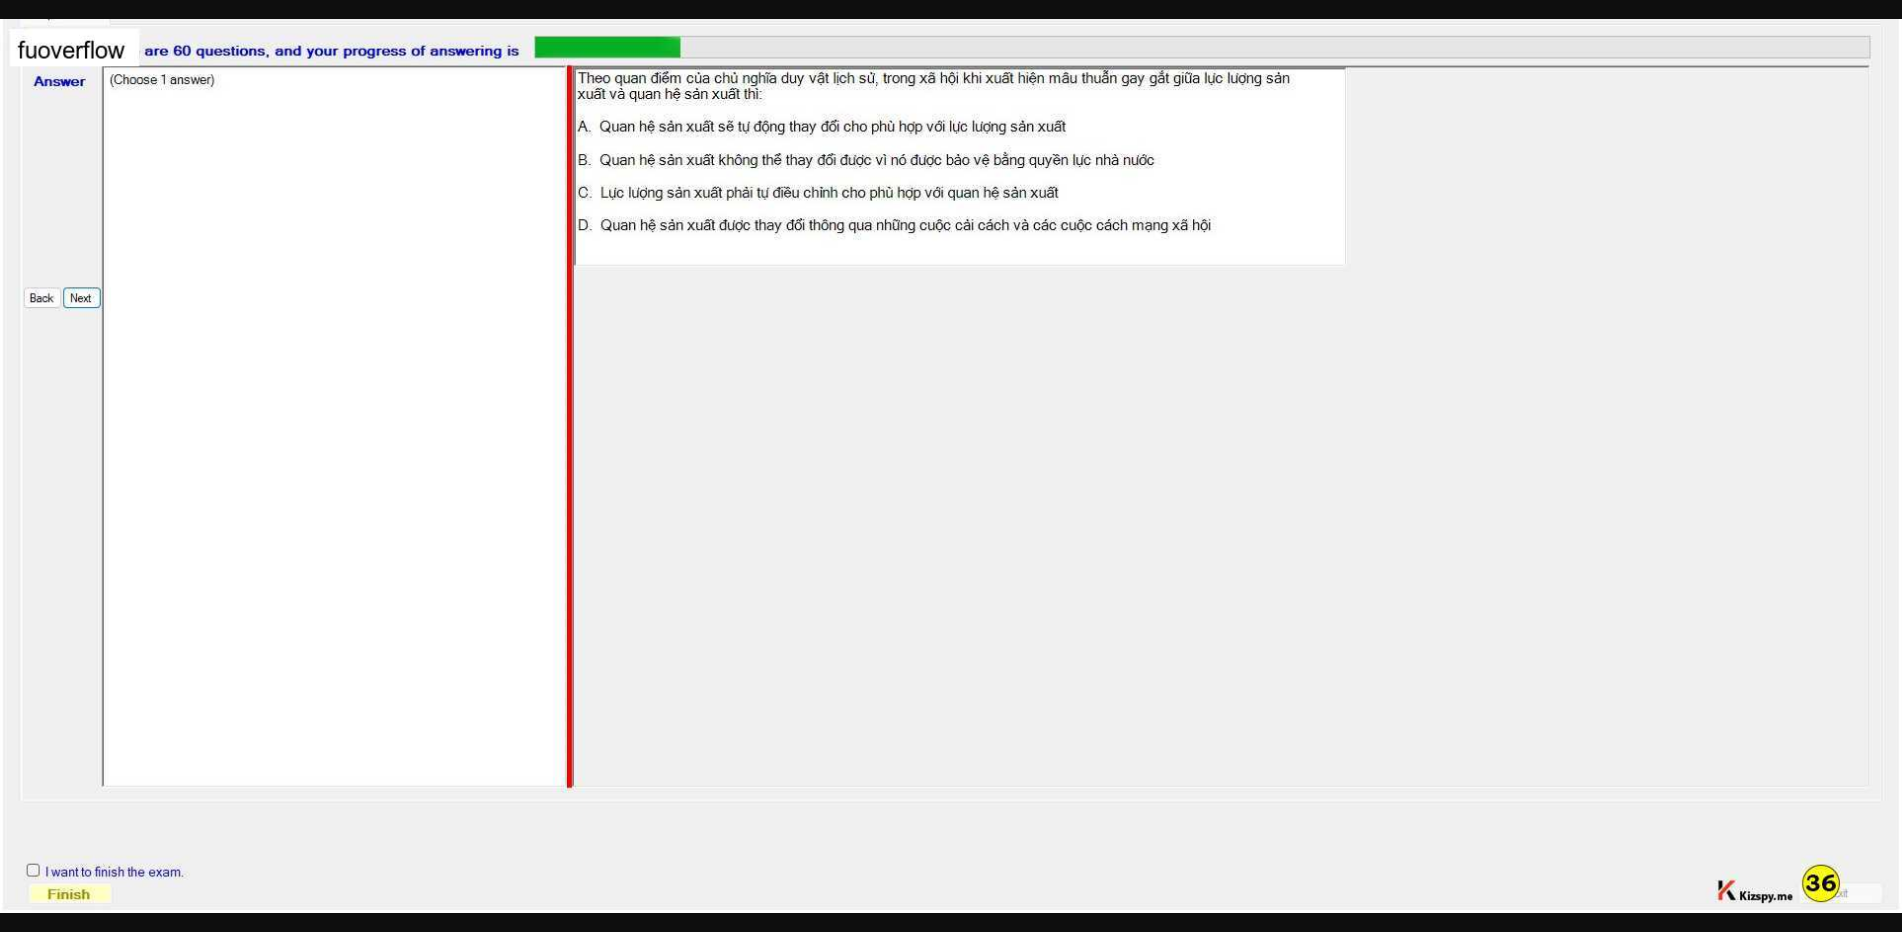 fuoverflow are 60 questions, and your progress of answering is
Answer
(Choose 1 answer)
Theo quan điểm của chủ nghĩa duy vật lịch sử, trong xã hội khi xuất hiện mâu thuẫn gay gắt giữa lực lượng sản
xuất và quan hệ sản xuất thì:
A. Quan hệ sản xuất sẽ tự động thay đổi cho phù hợp với lực lượng sản xuất
B. Quan hệ sản xuất không thể thay đổi được vì nó được bảo vệ bằng quyền lực nhà nước
C. Lực lượng sản xuất phải tự điều chỉnh cho phù hợp với quan hệ sản xuất
D. Quan hệ sản xuất được thay đổi thông qua những cuộc cải cách và các cuộc cách mạng xã hội
Back Next
I want to finish the exam.
Finish
Kizspy.me
36